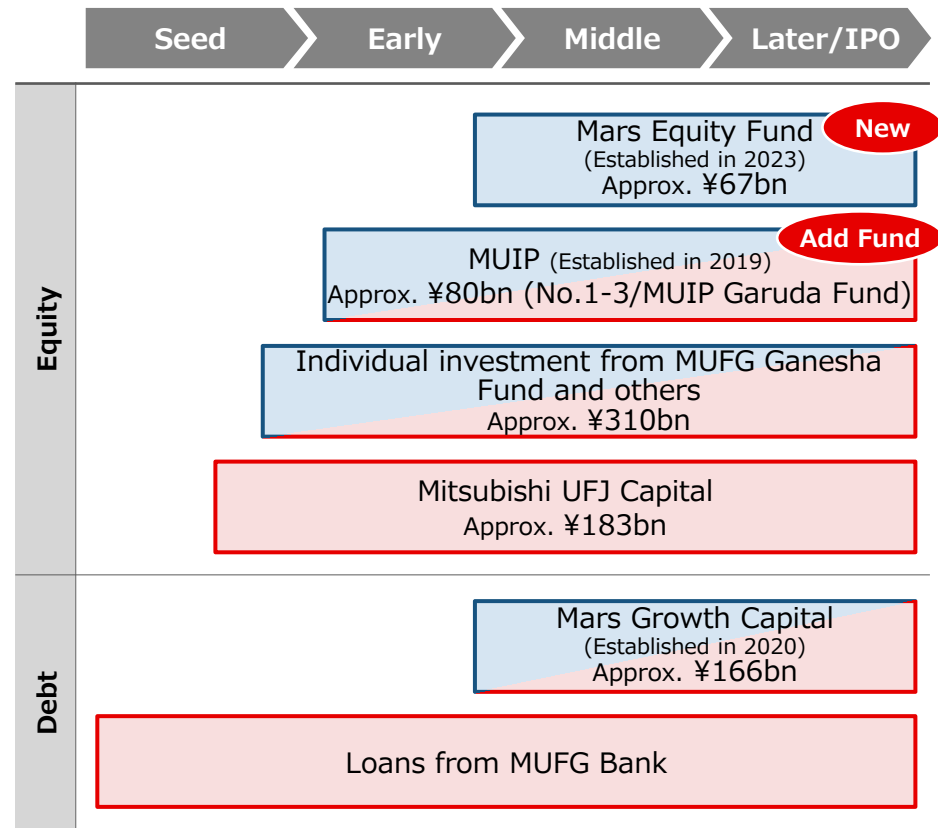 Seed
Early
Middle
Later/IPO
Equity
Mars Equity Fund
New
(Established in 2023)
Approx. ¥67bn
Add Fund
MUIP (Established in 2019)
Approx. ¥80bn (No.1-3/MUIP Garuda Fund)
Individual investment from MUFG Ganesha
Fund and others
Approx. ¥310bn
Mitsubishi UFJ Capital
Approx. ¥183bn
Debt
Mars Growth Capital
(Established in 2020)
Approx. ¥166bn
Loans from MUFG Bank